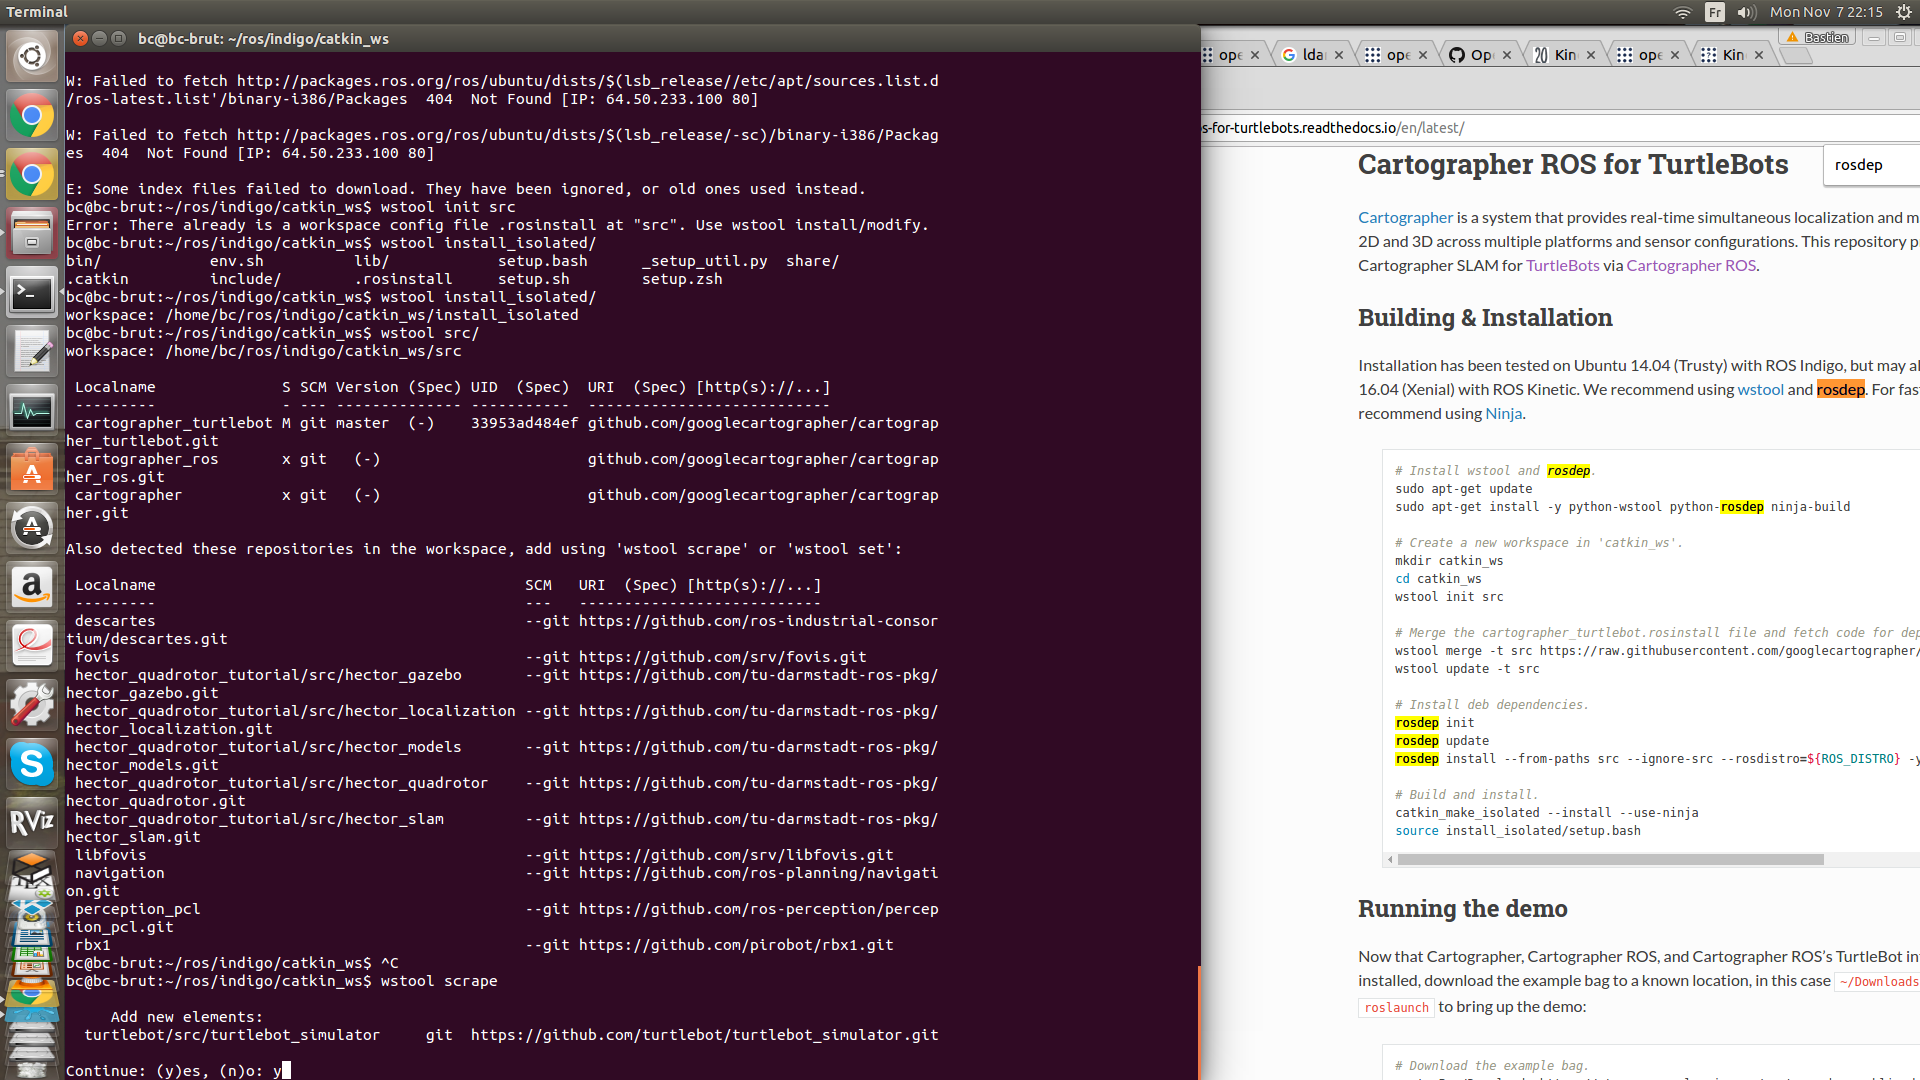 Terminal
Fr
Mon Nov 7 22:15
bc@bc-brut: ~/ros/indigo/catkin_ws
W: Failed to fetch http://packages.ros.org/ros/ubuntu/dists/$(lsb_release//etc/apt/sources.list.d
/ros-latest.list'/binary-i386/Packages  404  Not Found [IP: 64.50.233.100 80]
W: Failed to fetch http://packages.ros.org/ros/ubuntu/dists/$(lsb_release/-sc)/binary-i386/Packag
es  404  Not Found [IP: 64.50.233.100 80]
E: Some index files failed to download. They have been ignored, or old ones used instead.
bc@bc-brut:~/ros/indigo/catkin_ws$ wstool init src
Error: There already is a workspace config file .rosinstall at "src". Use wstool install/modify.
bc@bc-brut:~/ros/indigo/catkin_ws$ wstool install_isolated/
bin/            env.sh          lib/            setup.bash      _setup_util.py  share/
.catkin         include/        .rosinstall     setup.sh        setup.zsh
bc@bc-brut:~/ros/indigo/catkin_ws$ wstool install_isolated/
workspace: /home/bc/ros/indigo/catkin_ws/install_isolated
bc@bc-brut:~/ros/indigo/catkin_ws$ wstool src/
workspace: /home/bc/ros/indigo/catkin_ws/src
Localname              S SCM Version (Spec) UID  (Spec)  URI  (Spec) [http(s)://...]
---------              - --- -------------- -----------  ---------------------------
cartographer_turtlebot M git master  (-)    33953ad484ef github.com/googlecartographer/cartograp
her_turtlebot.git
cartographer_ros       x git   (-)                       github.com/googlecartographer/cartograp
her_ros.git
cartographer           x git   (-)                       github.com/googlecartographer/cartograp
her.git
Also detected these repositories in the workspace, add using 'wstool scrape' or 'wstool set':
Localname                                         SCM   URI  (Spec) [http(s)://...]
---------                                         ---   ---------------------------
descartes                                         --git https://github.com/ros-industrial-consor
tium/descartes.git
fovis                                             --git https://github.com/srv/fovis.git
hector_quadrotor_tutorial/src/hector_gazebo       --git https://github.com/tu-darmstadt-ros-pkg/
hector_gazebo.git
hector_quadrotor_tutorial/src/hector_localization --git https://github.com/tu-darmstadt-ros-pkg/
hector_localization.git
hector_quadrotor_tutorial/src/hector_models       --git https://github.com/tu-darmstadt-ros-pkg/
hector_models.git
hector_quadrotor_tutorial/src/hector_quadrotor    --git https://github.com/tu-darmstadt-ros-pkg/
hector_quadrotor.git
hector_quadrotor_tutorial/src/hector_slam         --git https://github.com/tu-darmstadt-ros-pkg/
hector_slam.git
libfovis                                          --git https://github.com/srv/libfovis.git
navigation                                        --git https://github.com/ros-planning/navigati
on.git
perception_pcl                                    --git https://github.com/ros-perception/percep
tion_pcl.git
rbx1                                              --git https://github.com/pirobot/rbx1.git
bc@bc-brut:~/ros/indigo/catkin_ws$ ^C
bc@bc-brut:~/ros/indigo/catkin_ws$ wstool scrape
Add new elements:
turtlebot/src/turtlebot_simulator     git  https://github.com/turtlebot/turtlebot_simulator.git
Continue: (y)es, (n)o: y
RViz
ope
lda
ope
Op
Kin
ope
Kin
Bastien
s-for-turtlebots.readthedocs.io/en/latest/
rosdep
Cartographer ROS for TurtleBots
Cartographer is a system that provides real-time simultaneous localization and m
2D and 3D across multiple platforms and sensor configurations. This repository p
Cartographer SLAM for TurtleBots via Cartographer ROS.
Building & Installation
Installation has been tested on Ubuntu 14.04 (Trusty) with ROS Indigo, but may al
16.04 (Xenial) with ROS Kinetic. We recommend using wstool and rosdep. For fas
recommend using Ninja.
# Install wstool and rosdep.
sudo apt-get update
sudo apt-get install -y python-wstool python-rosdep ninja-build
# Create a new workspace in 'catkin_ws'.
mkdir catkin_ws
cd catkin_ws
wstool init src
# Merge the cartographer_turtlebot.rosinstall file and fetch code for dep
wstool merge -t src https://raw.githubusercontent.com/googlecartographer/
wstool update -t src
# Install deb dependencies.
rosdep init
rosdep update
rosdep install --from-paths src --ignore-src --rosdistro=${ROS_DISTRO} -y
# Build and install.
catkin_make_isolated --install --use-ninja
source install_isolated/setup.bash
Running the demo
Now that Cartographer, Cartographer ROS, and Cartographer ROS’s TurtleBot in
installed, download the example bag to a known location, in this case ~/Downloads
roslaunch to bring up the demo:
# Download the example bag.